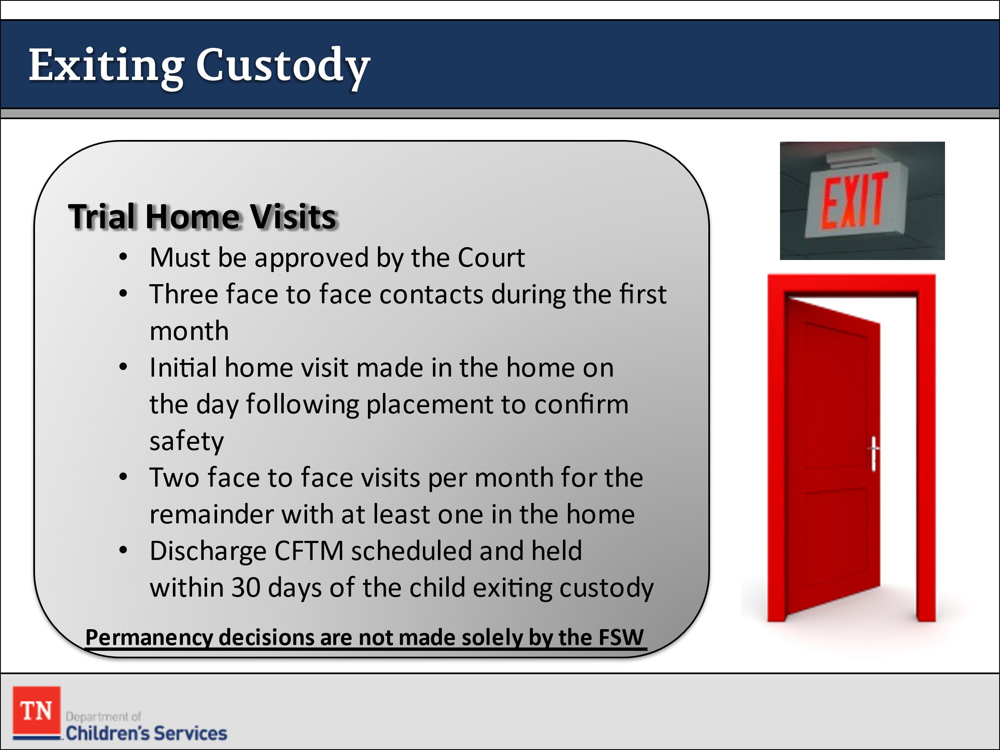 Exiting Custody
EXIT
Trial Home Visits
• Must be approved by the Court
• Three face to face contacts during the first
month
• Initial home visit made in the home on
the day following placement to confirm
safety
• Two face to face visits per month for the
remainder with at least one in the home
• Discharge CFTM scheduled and held
within 30 days of the child exiting custody
Permanency decisions are not made solely by the FSW
TN
Department of
Children's Services